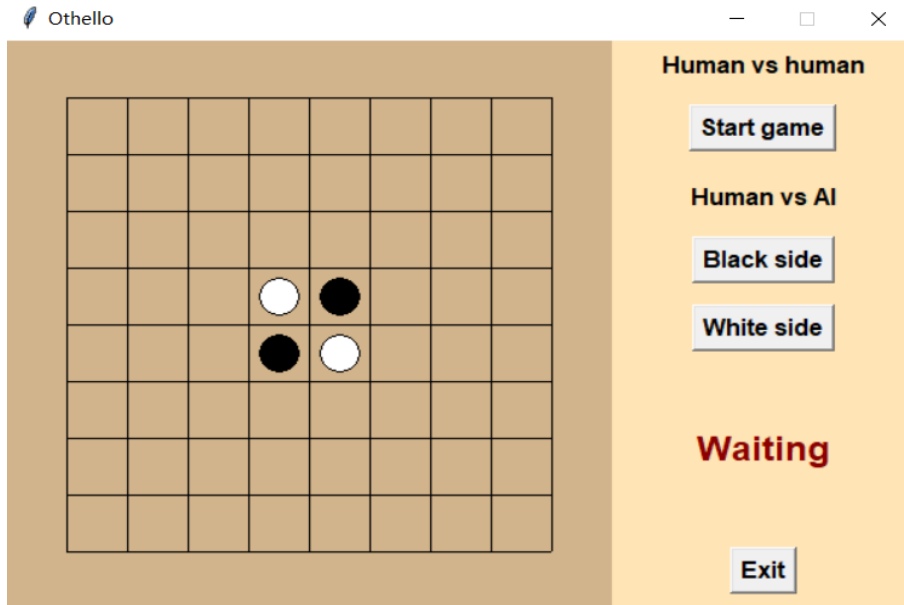 Othello
Human vs human
Start game
Human vs AI
Black side
White side
Waiting
Exit